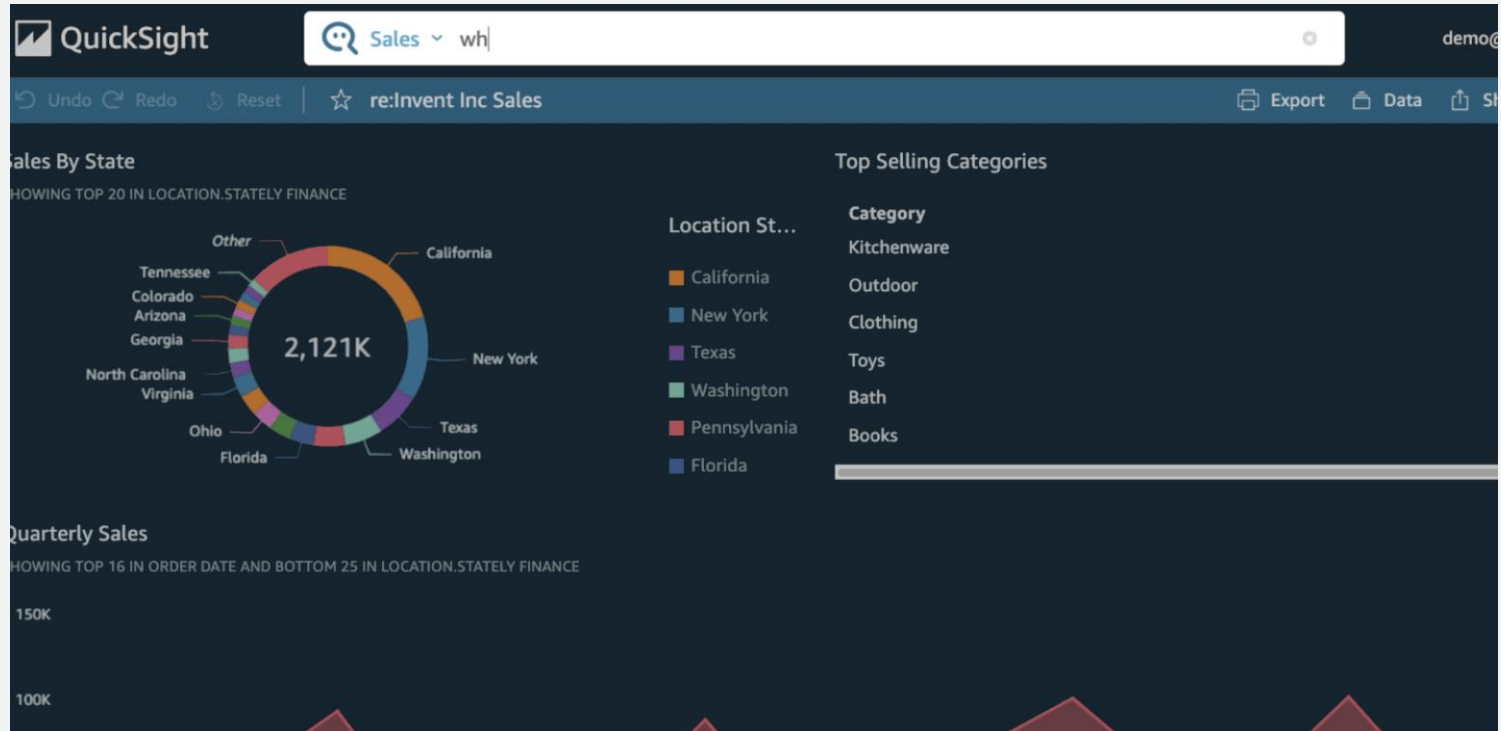 QuickSight
Sales wh
demo@
Undo Redo Reset re:Invent Inc Sales Export Data Sh
Sales By State
HOWING TOP 20 IN LOCATION.STATELY FINANCE
Other
California
Tennessee
Colorado
Arizona
Georgia
2,121K
New York
North Carolina
Virginia
Ohio
Texas
Florida
Washington
Location St...
California
New York
Texas
Washington
Pennsylvania
Florida
Top Selling Categories
Category
Kitchenware
Outdoor
Clothing
Toys
Bath
Books
Quarterly Sales
HOWING TOP 16 IN ORDER DATE AND BOTTOM 25 IN LOCATION.STATELY FINANCE
150K
100K